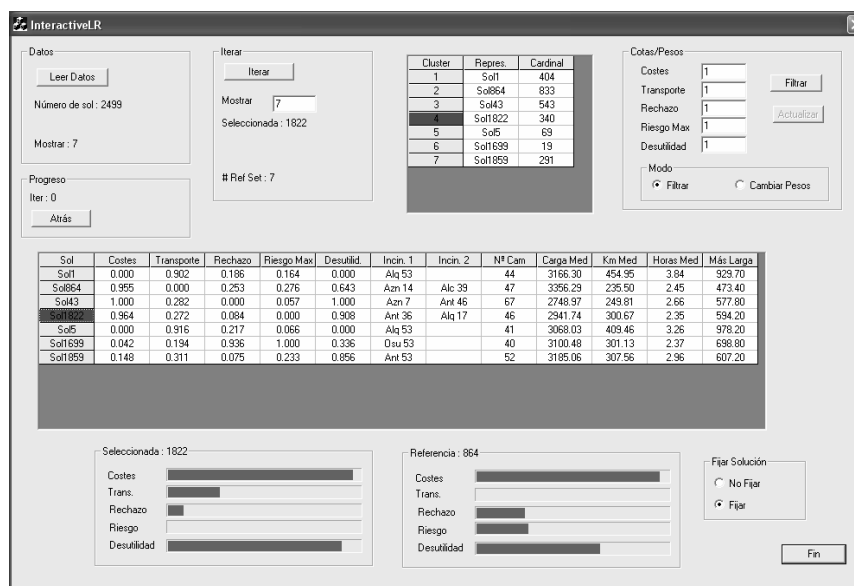 InteractiveLR
Datos
Leer Datos
Número de sol : 2499
Mostrar : 7
Progreso
Iter : 0
Atrás
Iterar
Iterar
Mostrar 7
Seleccionada : 1822
# Ref Set : 7
Cluster Repres. Cardinal
1 Sol1 404
2 Sol864 833
3 Sol43 543
4 Sol1822 340
5 Sol5 69
6 Sol1699 19
7 Sol1859 291
Cotas/Pesos
Costes 1
Transporte 1
Rechazo 1
Riesgo Max 1
Desutilidad 1
Filtrar
Actualizar
Modo
Filtrar Cambiar Pesos
Sol Costes Transporte Rechazo Riesgo Max Desutilid. Incin. 1 Incin. 2 Nº Cam Carga Med Km Med Horas Med Más Larga
Sol1 0.000 0.902 0.186 0.164 0.000 Alq 53 44 3166.30 454.95 3.84 929.70
Sol864 0.955 0.000 0.253 0.276 0.643 Azn 14 Alc 39 47 3356.29 235.50 2.45 473.40
Sol43 1.000 0.282 0.000 0.057 1.000 Azn 7 Ant 46 67 2748.97 249.81 2.66 577.80
Sol1822 0.964 0.272 0.084 0.000 0.908 Ant 36 Alq 17 46 2941.74 300.67 2.35 594.20
Sol5 0.000 0.916 0.217 0.066 0.000 Alq 53 41 3068.03 409.46 3.26 978.20
Sol1699 0.042 0.194 0.936 1.000 0.336 Osu 53 40 3100.48 301.13 2.37 698.80
Sol1859 0.148 0.311 0.075 0.233 0.856 Ant 53 52 3185.06 307.56 2.96 607.20
Seleccionada : 1822
Costes
Trans.
Rechazo
Riesgo
Desutilidad
Referencia : 864
Costes
Trans.
Rechazo
Riesgo
Desutilidad
Fijar Solución
No Fijar
Fijar
Fin